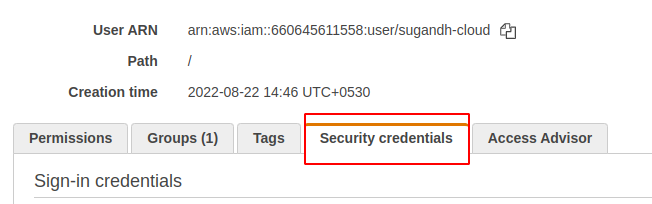 User ARN arn:aws:iam::660645611558:user/sugandh-cloud
Path /
Creation time 2022-08-22 14:46 UTC+0530
Permissions Groups (1) Tags Security credentials Access Advisor
Sign-in credentials